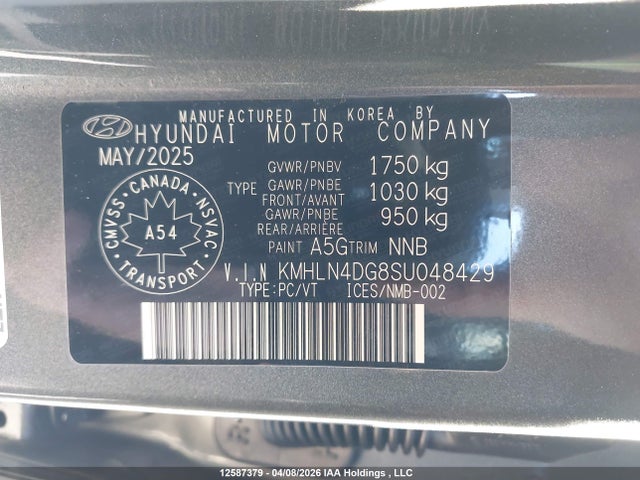 MANUFACTURED IN KOREA BY
HYUNDAI MOTOR COMPANY
MAY/2025
GVWR/PNBV 1750 kg
TYPE GAWR/PNBE FRONT/AVANT 1030 kg
GAWR/PNBE REAR/ARRIÈRE 950 kg
PAINT A5G TRIM NNB
CMVSS · CANADA · NSVAC
A54
TRANSPORT
V.I.N KMHLN4DG8SU048429
TYPE:PC/VT ICES/NMB-002
12587379 - 04/08/2026 IAA Holdings , LLC